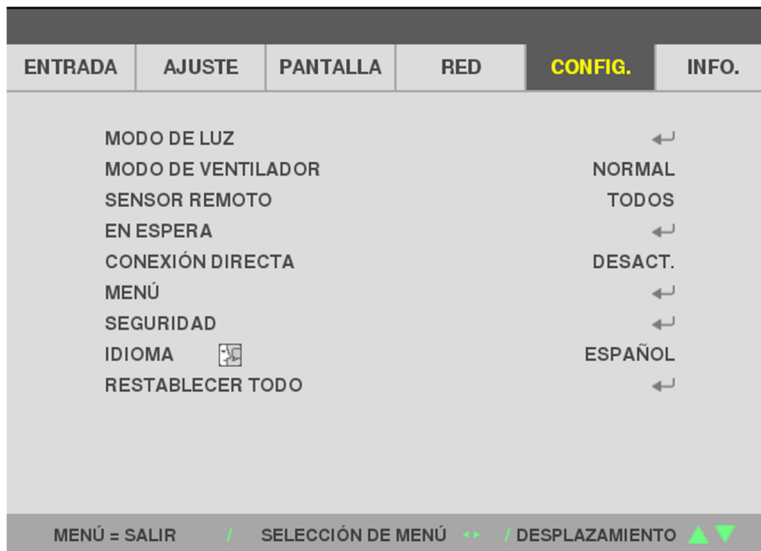 ENTRADA AJUSTE PANTALLA RED CONFIG. INFO.
MODO DE LUZ
MODO DE VENTILADOR NORMAL
SENSOR REMOTO TODOS
EN ESPERA
CONEXIÓN DIRECTA DESACT.
MENÚ
SEGURIDAD
IDIOMA ESPAÑOL
RESTABLECER TODO
MENÚ = SALIR / SELECCIÓN DE MENÚ / DESPLAZAMIENTO